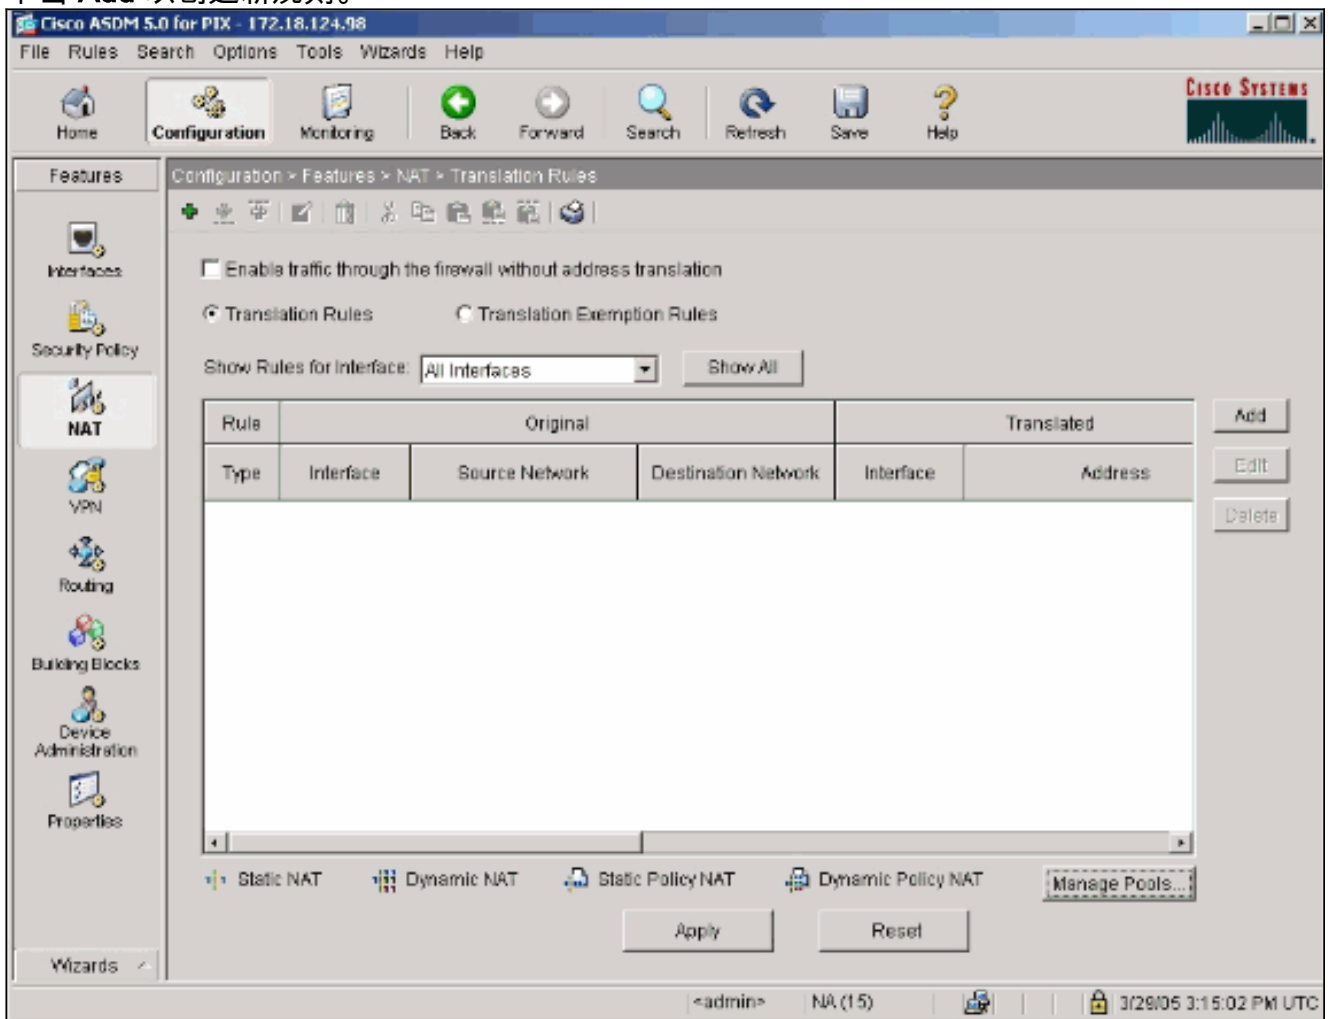 Cisco ASDM 5.0 for PIX - 172.18.124.98
File Rules Search Options Tools Wizards Help
Home Configuration Monitoring Back Forward Search Refresh Save Help
CISCO SYSTEMS
Features
Configuration > Features > NAT > Translation Rules
Interfaces
Security Policy
NAT
VPN
Routing
Building Blocks
Device
Administration
Properties
Wizards
Enable traffic through the firewall without address translation
Translation Rules Translation Exemption Rules
Show Rules for Interface: All Interfaces Show All
Rule Original Translated
Type Interface Source Network Destination Network Interface Address
Add
Edit
Delete
Static NAT Dynamic NAT Static Policy NAT Dynamic Policy NAT Manage Pools...
Apply Reset
<admin> NA (15) 3/29/05 3:15:02 PM UTC